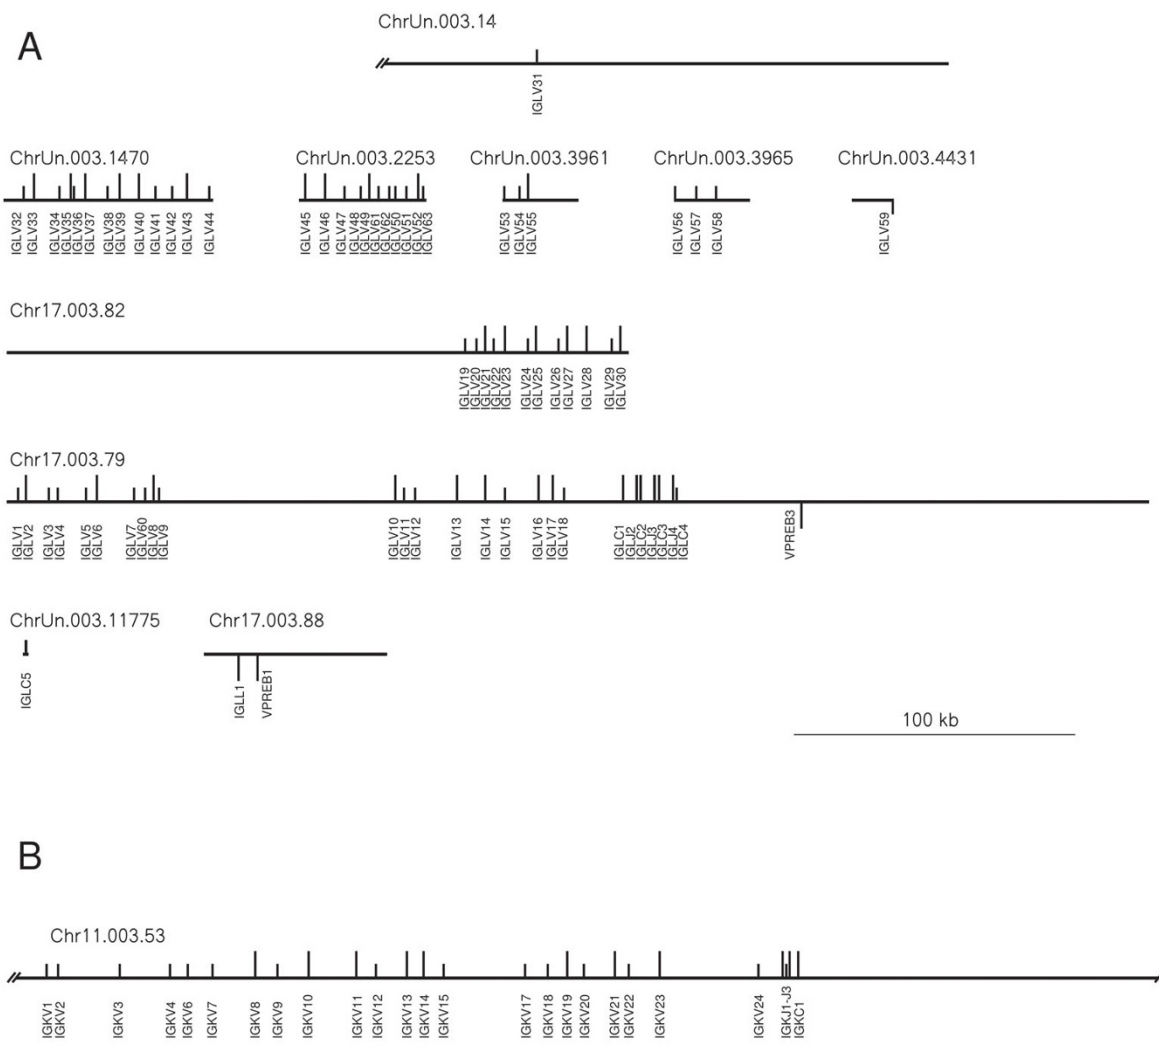 A
ChrUn.003.14
IGLV31
ChrUn.003.1470 ChrUn.003.2253 ChrUn.003.3961 ChrUn.003.3965 ChrUn.003.4431
IGLV32 IGLV33 IGLV34 IGLV35 IGLV36 IGLV37 IGLV38 IGLV39 IGLV40 IGLV41 IGLV42 IGLV43 IGLV44 IGLV45 IGLV46 IGLV47 IGLV48 IGLV49 IGLV61 IGLV62 IGLV50 IGLV51 IGLV52 IGLV63 IGLV53 IGLV54 IGLV55 IGLV56 IGLV57 IGLV58 IGLV59
Chr17.003.82
IGLV19 IGLV20 IGLV21 IGLV22 IGLV23 IGLV24 IGLV25 IGLV26 IGLV27 IGLV28 IGLV29 IGLV30
Chr17.003.79
IGLV1 IGLV2 IGLV3 IGLV4 IGLV5 IGLV6 IGLV7 IGLV60 IGLV8 IGLV9 IGLV10 IGLV11 IGLV12 IGLV13 IGLV14 IGLV15 IGLV16 IGLV17 IGLV18 IGLC1 IGLJ2 IGLC2 IGLJ3 IGLC3 IGLJ4 IGLC4 VPREB3
ChrUn.003.11775 Chr17.003.88
IGLC5 IGLL1 VPREB1
100 kb
B
Chr11.003.53
IGKV1 IGKV2 IGKV3 IGKV4 IGKV6 IGKV7 IGKV8 IGKV9 IGKV10 IGKV11 IGKV12 IGKV13 IGKV14 IGKV15 IGKV17 IGKV18 IGKV19 IGKV20 IGKV21 IGKV22 IGKV23 IGKV24 IGKJ1-J3 IGKC1